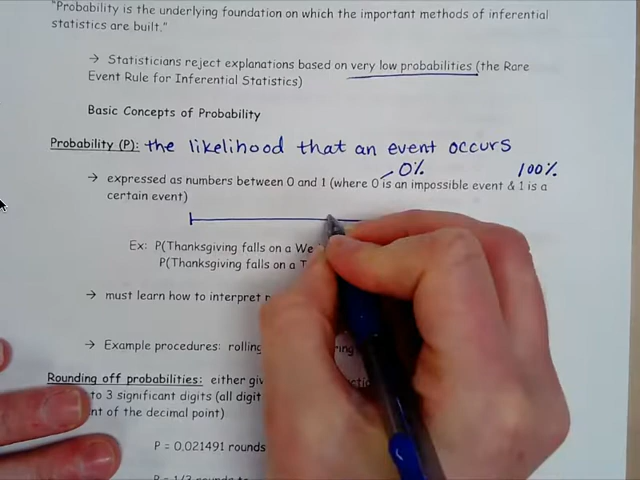 "Probability is the underlying foundation on which the important methods of inferential
statistics are built."
→ Statisticians reject explanations based on very low probabilities (the Rare
Event Rule for Inferential Statistics)
Basic Concepts of Probability
Probability (P): the likelihood that an event occurs
0% 100%
→ expressed as numbers between 0 and 1 (where 0 is an impossible event & 1 is a
certain event)
Ex: P(Thanksgiving falls on a We
P(Thanksgiving falls on a T
→ must learn how to interpret
→ Example procedures: rolling
Rounding off probabilities: either giv
to 3 significant digits (all digit
of the decimal point)
P = 0.021491 rounds
P = 1/3 rounds to